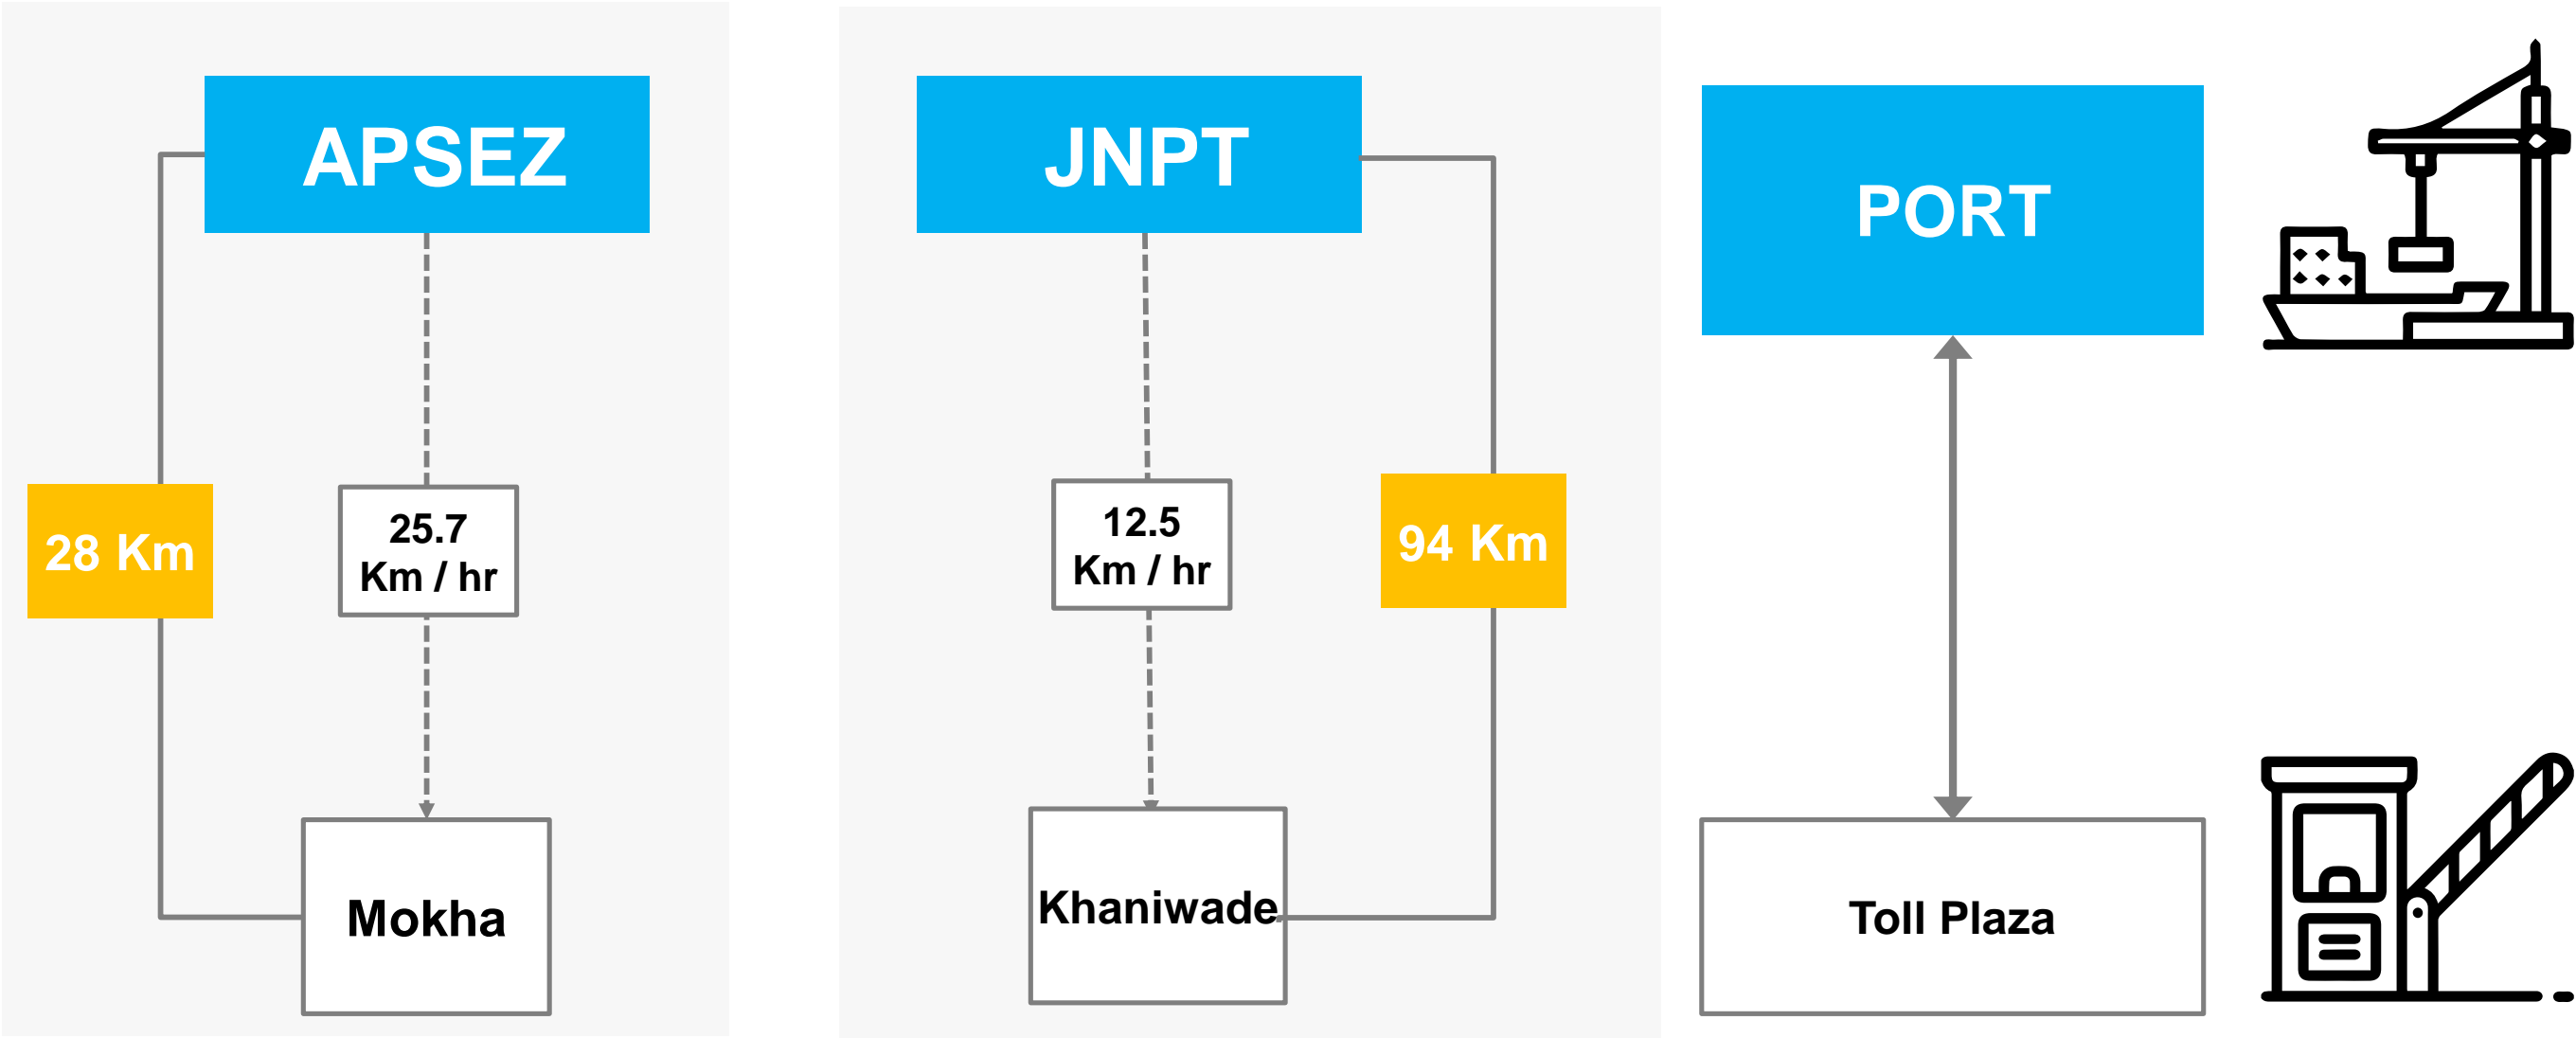 APSEZ
28 Km
25.7
Km / hr
Mokha
JNPT
12.5
Km / hr
94 Km
Khaniwade
PORT
Toll Plaza